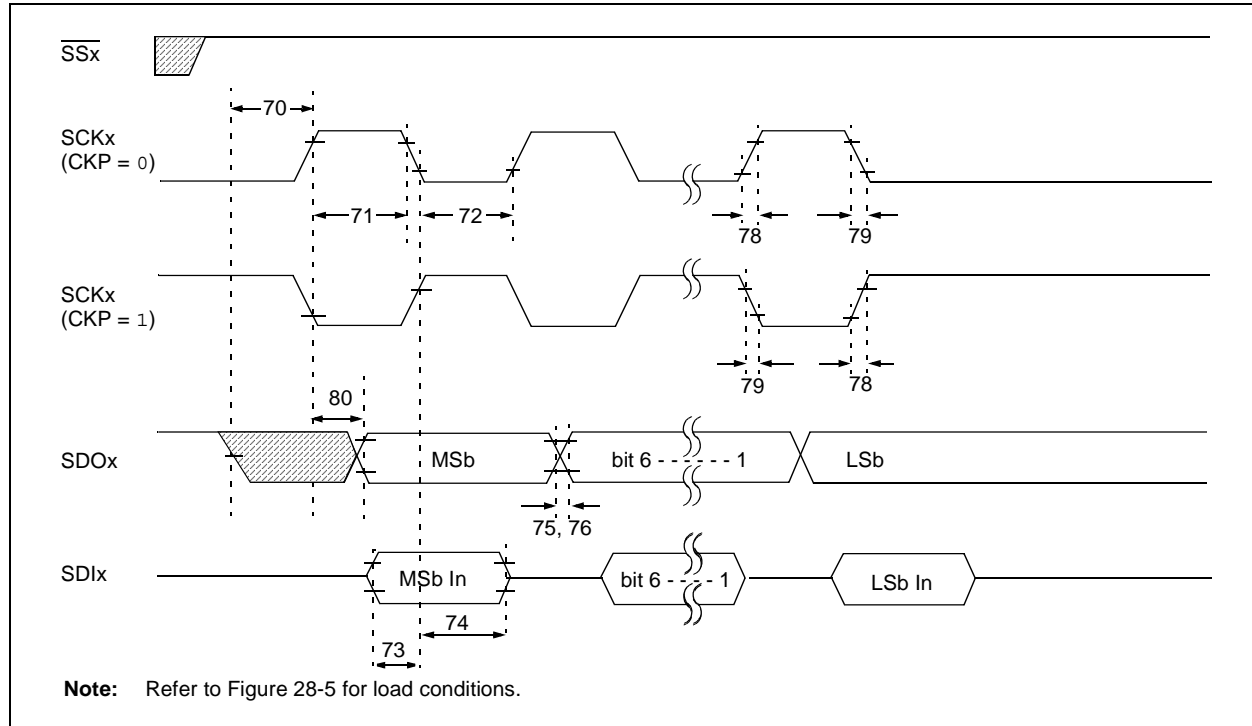 SSx
70
SCKx
(CKP = 0)
71
72
78
79
SCKx
(CKP = 1)
79
78
80
SDOx
MSb
bit 6 - - - - - - 1
LSb
75, 76
SDIx
MSb In
bit 6 - - - - 1
LSb In
74
73
Note: Refer to Figure 28-5 for load conditions.